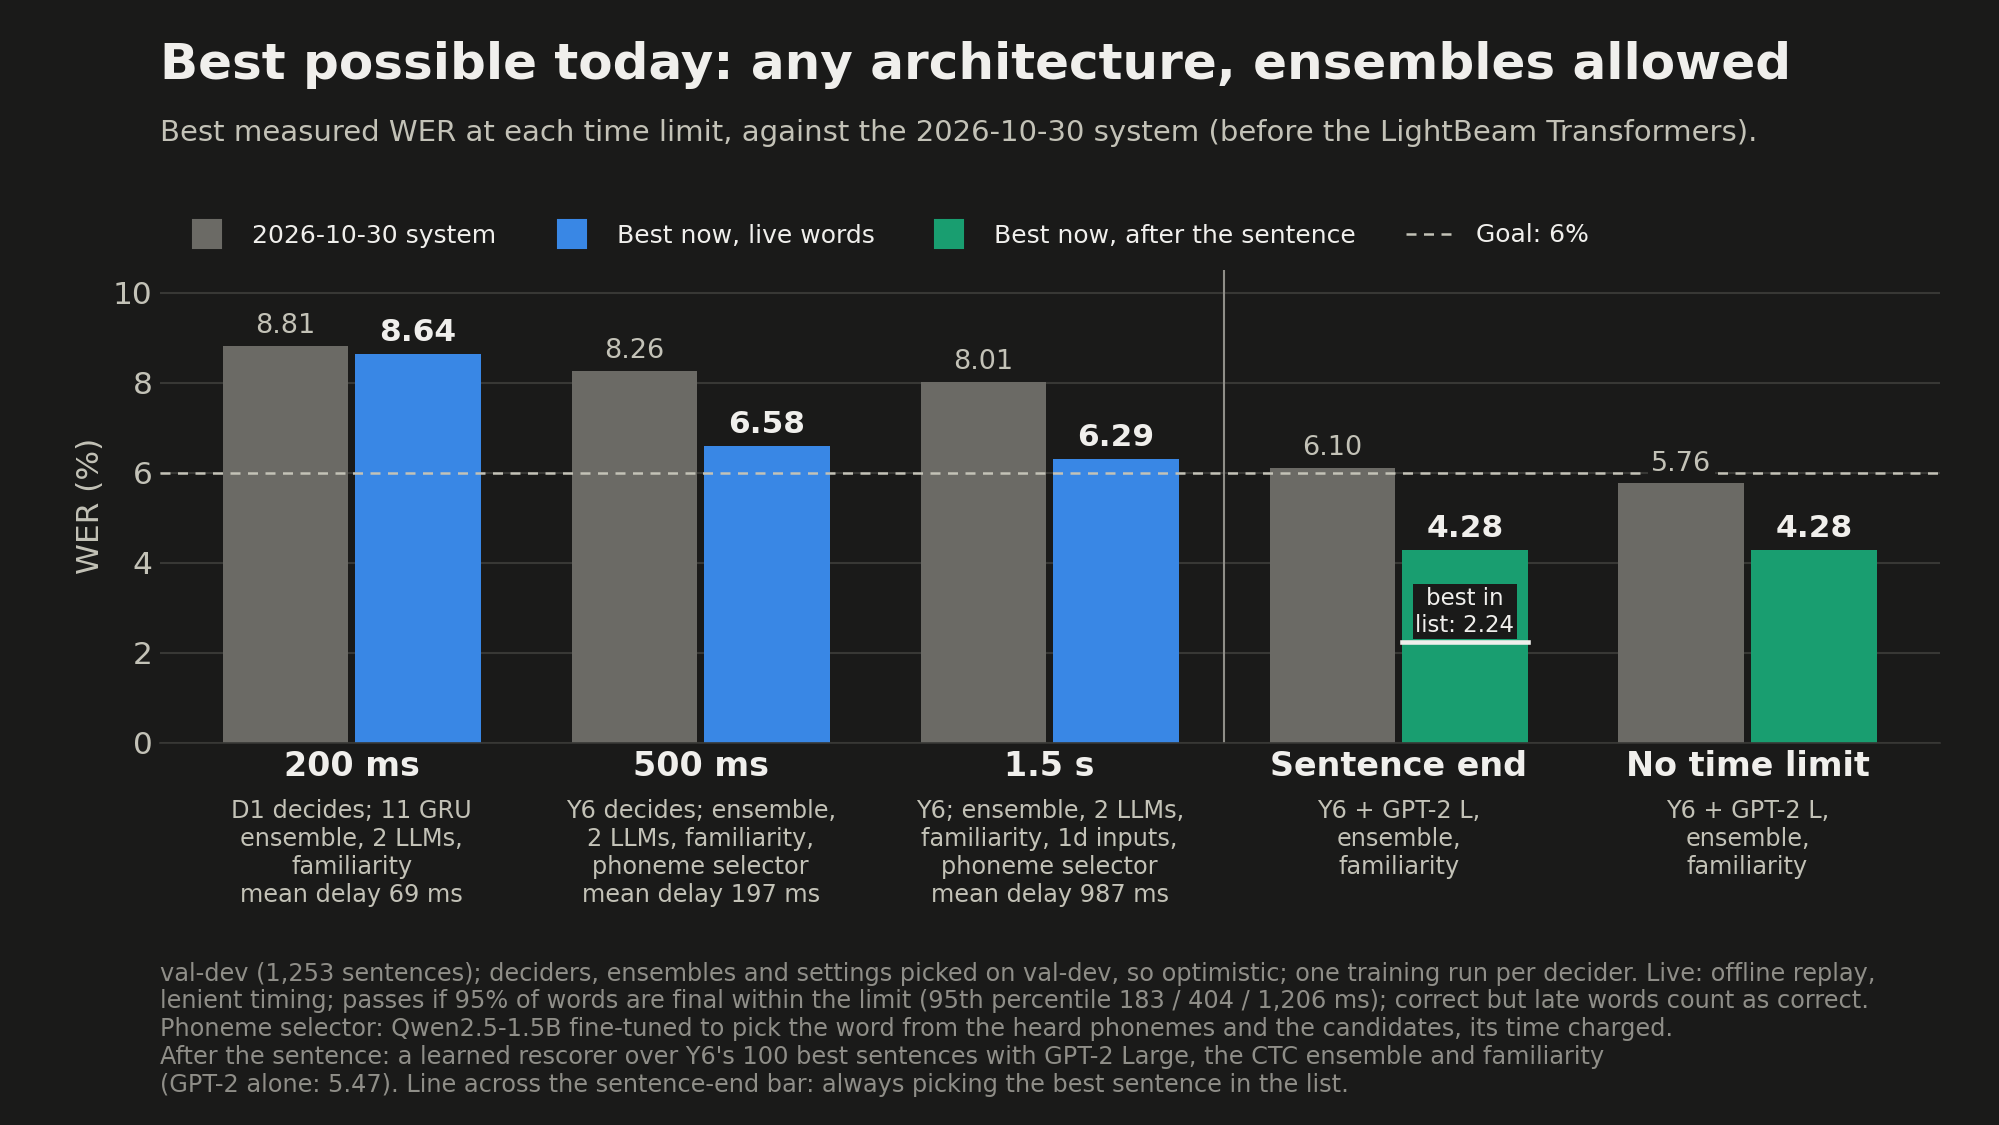 Best possible today: any architecture, ensembles allowed
Best measured WER at each time limit, against the 2026-10-30 system (before the LightBeam Transformers).
2026-10-30 system
Best now, live words
Best now, after the sentence
Goal: 6%
WER (%)
10
8
6
4
2
0
8.81
8.64
8.26
6.58
8.01
6.29
6.10
4.28
best in
list: 2.24
5.76
4.28
200 ms
D1 decides; 11 GRU
ensemble, 2 LLMs,
familiarity
mean delay 69 ms
500 ms
Y6 decides; ensemble,
2 LLMs, familiarity,
phoneme selector
mean delay 197 ms
1.5 s
Y6; ensemble, 2 LLMs,
familiarity, 1d inputs,
phoneme selector
mean delay 987 ms
Sentence end
Y6 + GPT-2 L,
ensemble,
familiarity
No time limit
Y6 + GPT-2 L,
ensemble,
familiarity
val-dev (1,253 sentences); deciders, ensembles and settings picked on val-dev, so optimistic; one training run per decider. Live: offline replay,
lenient timing; passes if 95% of words are final within the limit (95th percentile 183 / 404 / 1,206 ms); correct but late words count as correct.
Phoneme selector: Qwen2.5-1.5B fine-tuned to pick the word from the heard phonemes and the candidates, its time charged.
After the sentence: a learned rescorer over Y6's 100 best sentences with GPT-2 Large, the CTC ensemble and familiarity
(GPT-2 alone: 5.47). Line across the sentence-end bar: always picking the best sentence in the list.